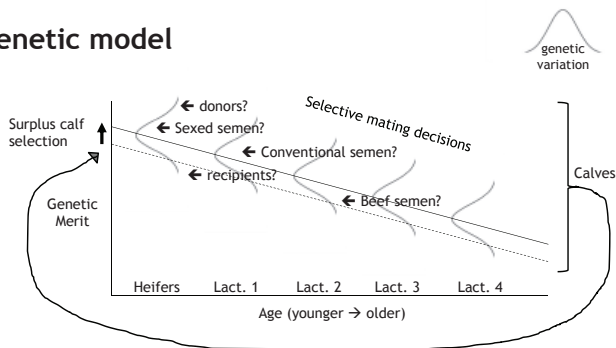 enetic model
genetic
variation
🡰 donors?
Selective mating decisions
Surplus calf
selection
🡰 Sexed semen?
🡰 Conventional semen?
🡰 recipients?
Calves
Genetic
Merit
🡰 Beef semen?
Heifers Lact. 1 Lact. 2 Lact. 3 Lact. 4
Age (younger → older)